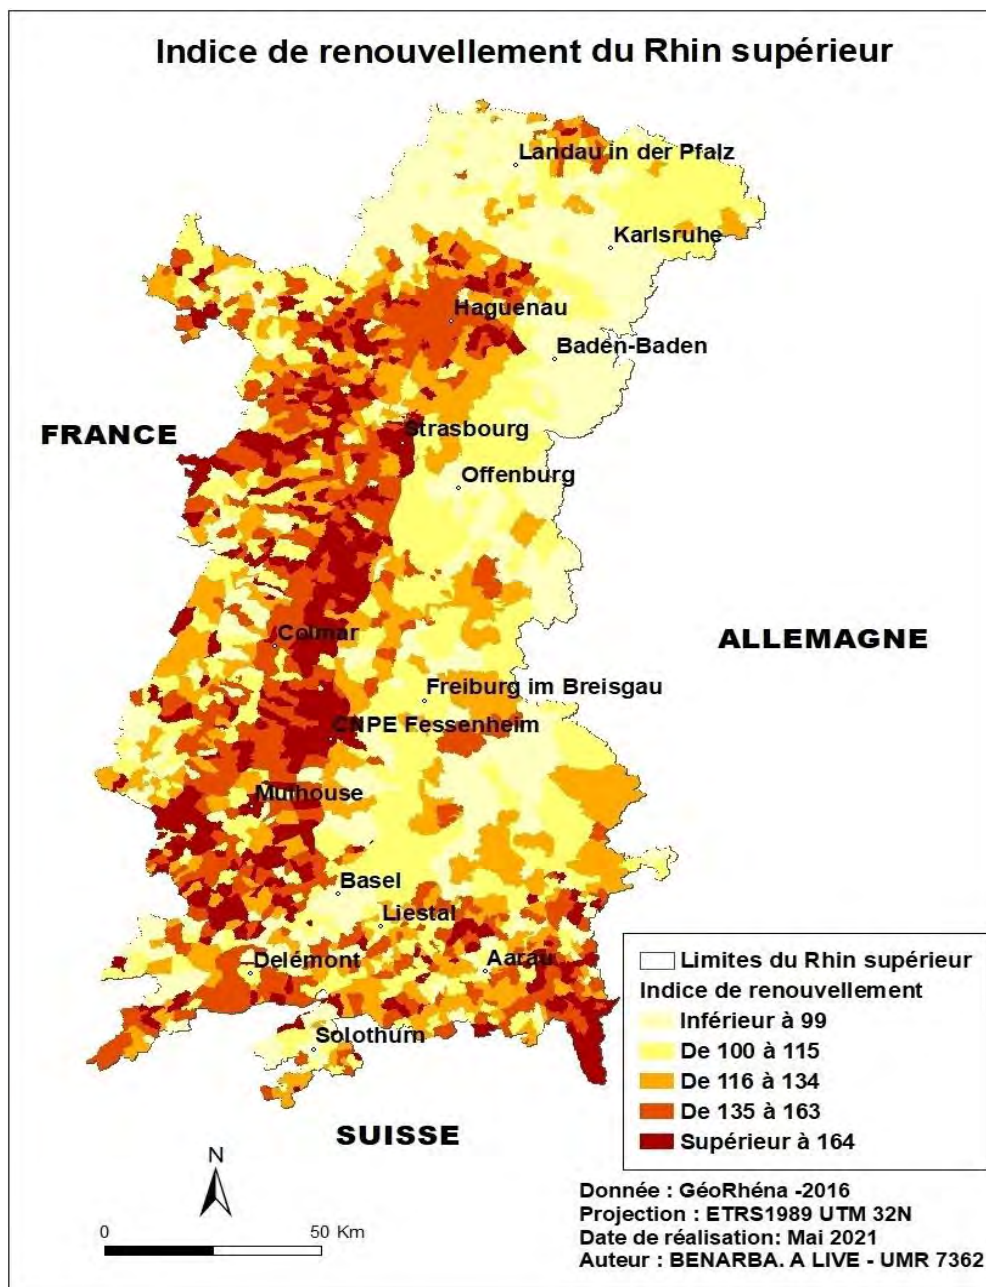 Indice de renouvellement du Rhin supérieur
Landau in der Pfalz
Karlsruhe
Haguenau
Baden-Baden
FRANCE
Strasbourg
Offenburg
Colmar
ALLEMAGNE
Freiburg im Breisgau
CNPE Fessenheim
Mulhouse
Basel
Liestal
Delémont
Aarau
Solothurn
SUISSE
Limites du Rhin supérieur
Indice de renouvellement
Inférieur à 99
De 100 à 115
De 116 à 134
De 135 à 163
Supérieur à 164
N
0 50 Km
Donnée : GéoRhéna -2016
Projection : ETRS1989 UTM 32N
Date de réalisation: Mai 2021
Auteur : BENARBA. A LIVE - UMR 7362